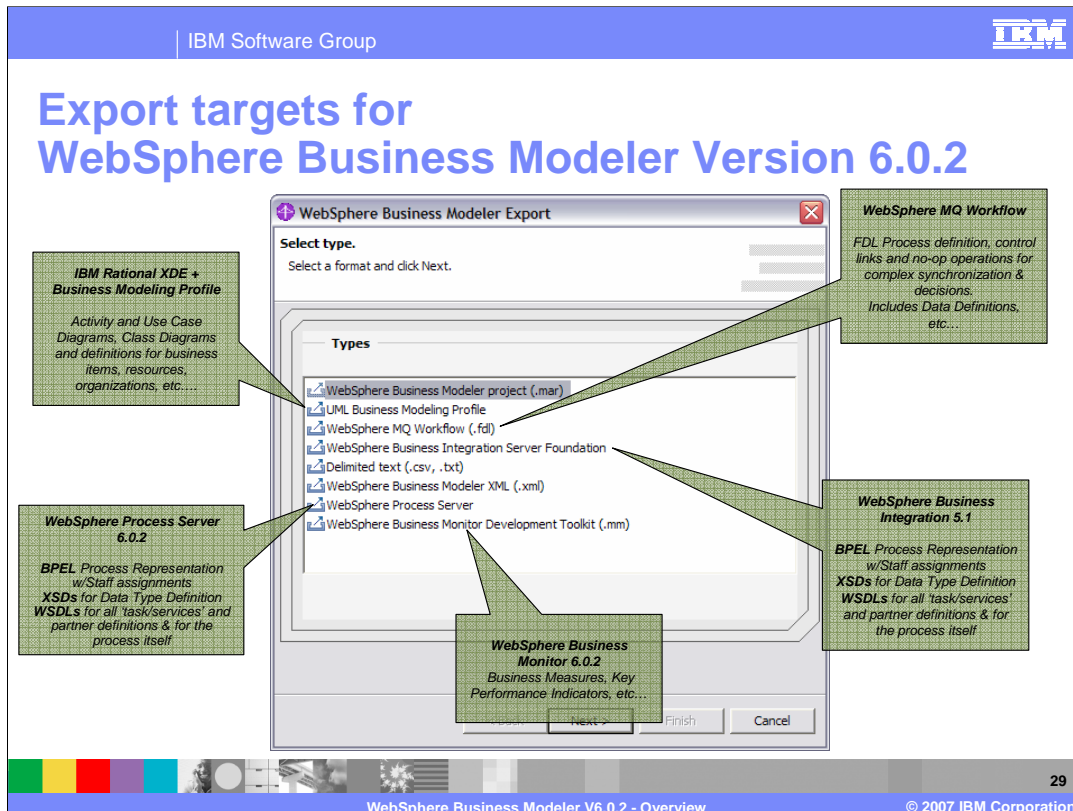 IBM Software Group
IBM
Export targets for
WebSphere Business Modeler Version 6.0.2
WebSphere Business Modeler Export
Select type.
Select a format and click Next.
Types
WebSphere Business Modeler project (.mar)
UML Business Modeling Profile
WebSphere MQ Workflow (.fdl)
WebSphere Business Integration Server Foundation
Delimited text (.csv, .txt)
WebSphere Business Modeler XML (.xml)
WebSphere Process Server
WebSphere Business Monitor Development Toolkit (.mm)
IBM Rational XDE +
Business Modeling Profile
Activity and Use Case
Diagrams, Class Diagrams
and definitions for business
items, resources,
organizations, etc....
WebSphere MQ Workflow
FDL Process definition, control
links and no-op operations for
complex synchronization &
decisions.
Includes Data Definitions,
etc…
WebSphere Process Server
6.0.2
BPEL Process Representation
w/Staff assignments
XSDs for Data Type Definition
WSDLs for all ‘task/services’ and
partner definitions & for the
process itself
WebSphere Business
Integration 5.1
BPEL Process Representation
w/Staff assignments
XSDs for Data Type Definition
WSDLs for all ‘task/services’
and partner definitions & for
the process itself
WebSphere Business
Monitor 6.0.2
Business Measures, Key
Performance Indicators, etc…
Next >
Finish
Cancel
29
WebSphere Business Modeler V6.0.2 - Overview
© 2007 IBM Corporation